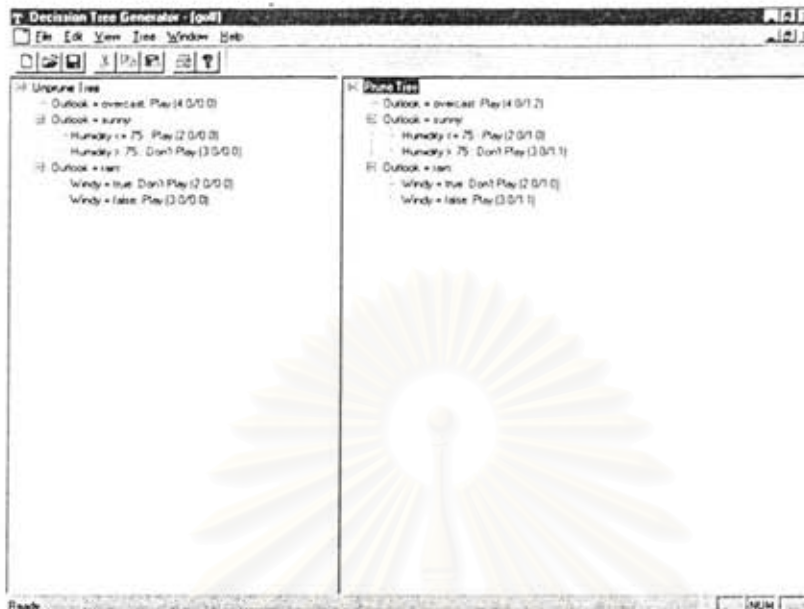 Decission Tree Generator - [golf]
File Edit View Tree Window Help
Unprune Tree
Outlook = overcast: Play (4.0/0.0)
Outlook = sunny:
Humidity <= 75 : Play (2.0/0.0)
Humidity > 75 : Don't Play (3.0/0.0)
Outlook = rain:
Windy = true: Don't Play (2.0/0.0)
Windy = false: Play (3.0/0.0)
Prune Tree
Outlook = overcast: Play (4.0/1.2)
Outlook = sunny:
Humidity <= 75 : Play (2.0/1.0)
Humidity > 75 : Don't Play (3.0/1.1)
Outlook = rain:
Windy = true: Don't Play (2.0/1.0)
Windy = false: Play (3.0/1.1)
Ready
NUM